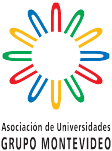 Asociación de Universidades
GRUPO MONTEVIDEO